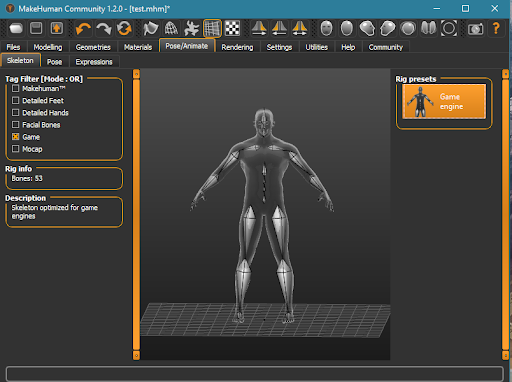 MakeHuman Community 1.2.0 - [test.mhm]*
Files Modelling Geometries Materials Pose/Animate Rendering Settings Utilities Help Community
Skeleton Pose Expressions
Tag Filter [Mode : OR]
Makehuman™
Detailed Feet
Detailed Hands
Facial Bones
Game
Mocap
Rig info
Bones: 53
Description
Skeleton optimized for game
engines
Rig presets
Game
engine